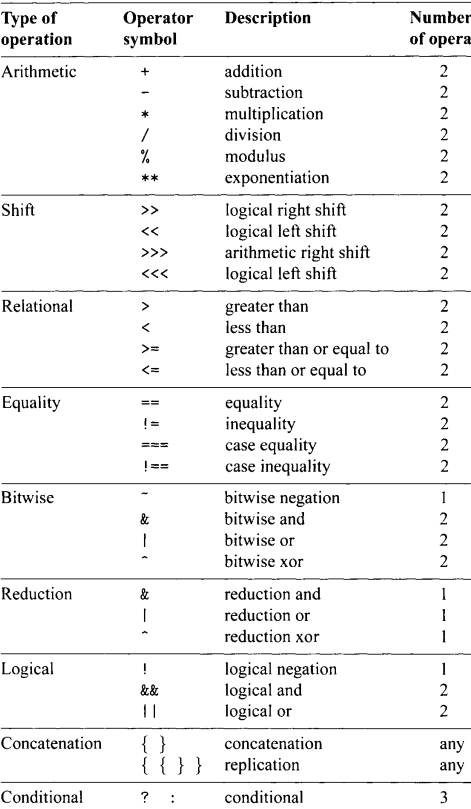 Type of operation Operator symbol Description Number of opera
Arithmetic + addition 2
- subtraction 2
* multiplication 2
/ division 2
% modulus 2
** exponentiation 2
Shift >> logical right shift 2
<< logical left shift 2
>>> arithmetic right shift 2
<<< logical left shift 2
Relational > greater than 2
< less than 2
>= greater than or equal to 2
<= less than or equal to 2
Equality == equality 2
!= inequality 2
=== case equality 2
!== case inequality 2
Bitwise ~ bitwise negation 1
& bitwise and 2
| bitwise or 2
^ bitwise xor 2
Reduction & reduction and 1
| reduction or 1
^ reduction xor 1
Logical ! logical negation 1
&& logical and 2
|| logical or 2
Concatenation { } concatenation any
{ { } } replication any
Conditional ? : conditional 3